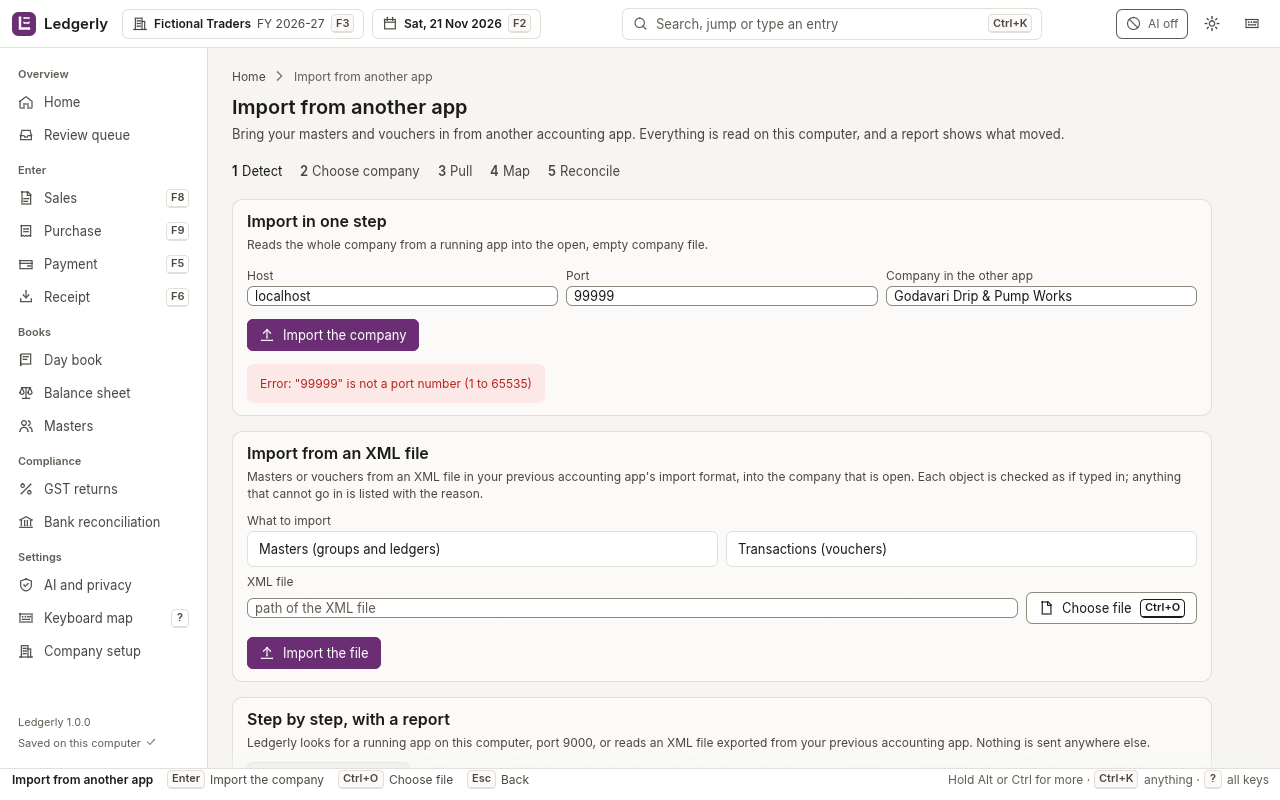 Ledgerly
Fictional Traders FY 2026-27 F3
Sat, 21 Nov 2026 F2
Search, jump or type an entry Ctrl+K
AI off
Overview
Home
Review queue
Enter
Sales F8
Purchase F9
Payment F5
Receipt F6
Books
Day book
Balance sheet
Masters
Compliance
GST returns
Bank reconciliation
Settings
AI and privacy
Keyboard map ?
Company setup
Ledgerly 1.0.0
Saved on this computer
Home Import from another app
Import from another app
Bring your masters and vouchers in from another accounting app. Everything is read on this computer, and a report shows what moved.
1 Detect 2 Choose company 3 Pull 4 Map 5 Reconcile
Import in one step
Reads the whole company from a running app into the open, empty company file.
Host Port Company in the other app
localhost 99999 Godavari Drip & Pump Works
Import the company
Error: "99999" is not a port number (1 to 65535)
Import from an XML file
Masters or vouchers from an XML file in your previous accounting app's import format, into the company that is open. Each object is checked as if typed in; anything
that cannot go in is listed with the reason.
What to import
Masters (groups and ledgers) Transactions (vouchers)
XML file
path of the XML file Choose file Ctrl+O
Import the file
Step by step, with a report
Ledgerly looks for a running app on this computer, port 9000, or reads an XML file exported from your previous accounting app. Nothing is sent anywhere else.
Import from another app Enter Import the company Ctrl+O Choose file Esc Back Hold Alt or Ctrl for more · Ctrl+K anything · ? all keys